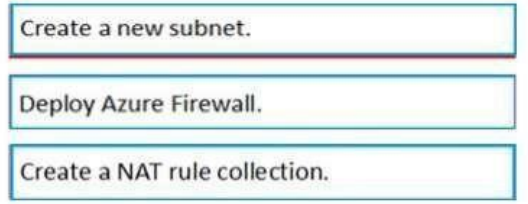 Create a new subnet.
Deploy Azure Firewall.
Create a NAT rule collection.